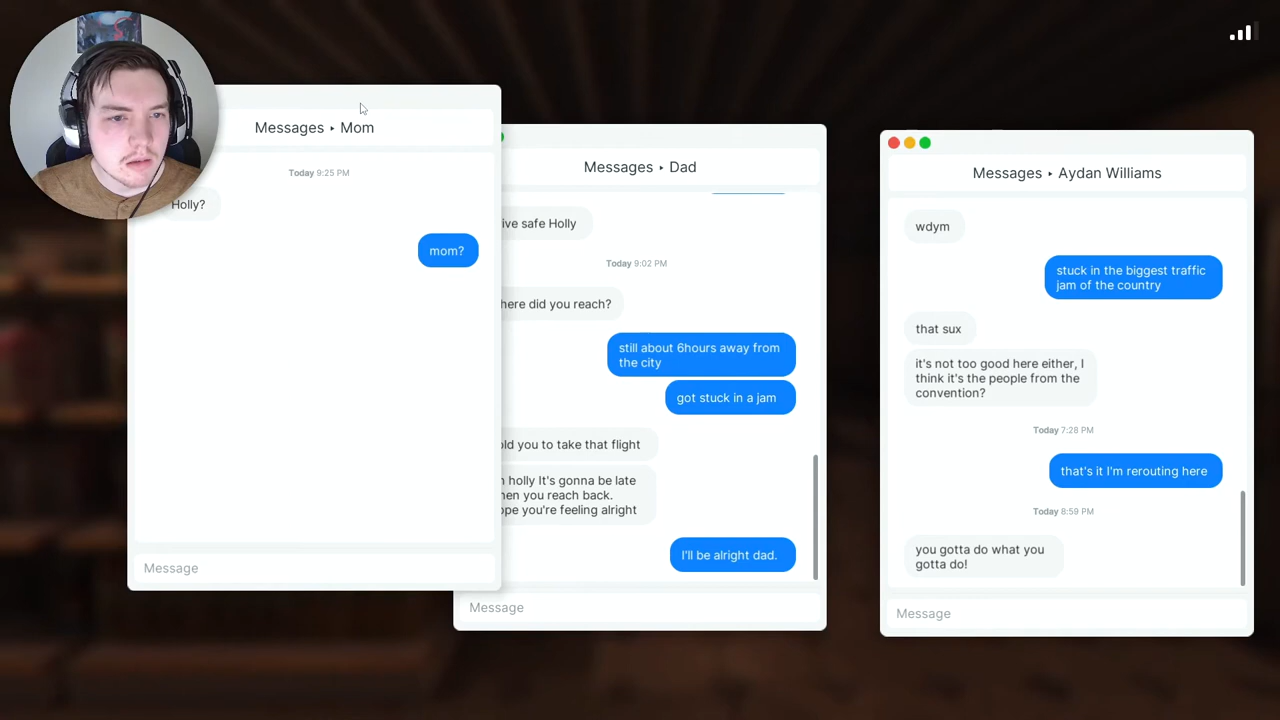 Messages ▸ Mom
Today 9:25 PM
Holly?
mom?
Message
Messages ▸ Dad
ive safe Holly
Today 9:02 PM
here did you reach?
still about 6hours away from
the city
got stuck in a jam
old you to take that flight
holly It's gonna be late
hen you reach back.
ope you're feeling alright
I'll be alright dad.
Message
Messages ▸ Aydan Williams
wdym
stuck in the biggest traffic
jam of the country
that sux
it's not too good here either, I
think it's the people from the
convention?
Today 7:28 PM
that's it I'm rerouting here
Today 8:59 PM
you gotta do what you
gotta do!
Message